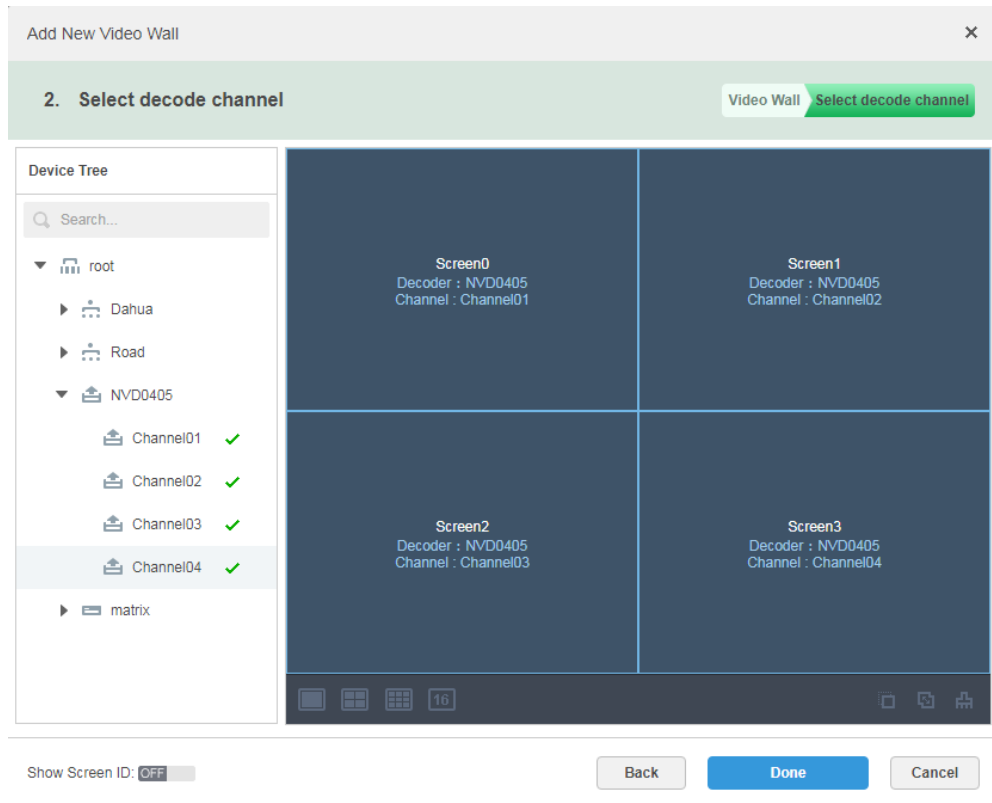 Add New Video Wall
2. Select decode channel
Video Wall
Select decode channel
Device Tree
Search...
root
Dahua
Road
NVD0405
Channel01
Channel02
Channel03
Channel04
matrix
Screen0
Decoder : NVD0405
Channel : Channel01
Screen1
Decoder : NVD0405
Channel : Channel02
Screen2
Decoder : NVD0405
Channel : Channel03
Screen3
Decoder : NVD0405
Channel : Channel04
16
Show Screen ID: OFF
Back
Done
Cancel